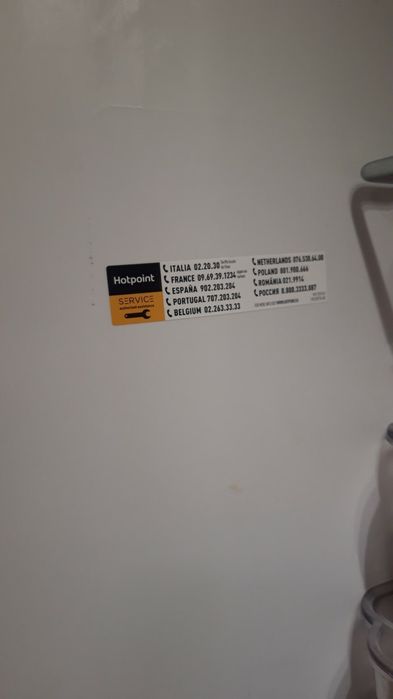 Hotpoint
SERVICE
ITALIA 02.20.30
FRANCE 09.69.39.1234
ESPAÑA 902.203.204
PORTUGAL 707.203.204
BELGIUM 02.263.33.33
NETHERLANDS 076.530.64.00
POLAND 801.900.666
ROMÂNIA 021.9914
РОССИЯ 8.800.3333.887